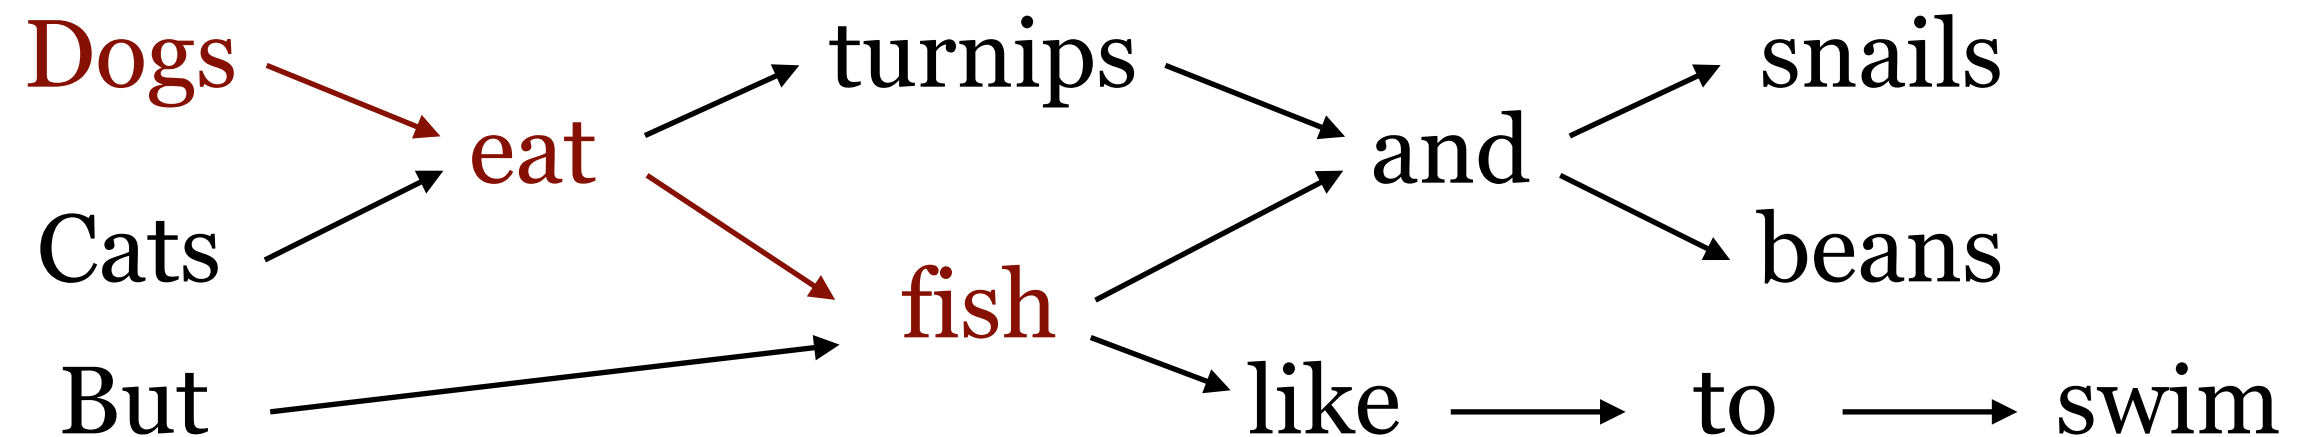 Dogs turnips snails
eat and
Cats beans
fish
But like to swim